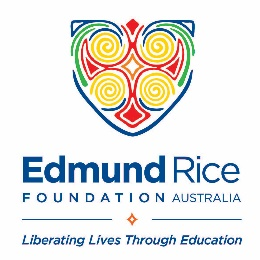 Edmund Rice
FOUNDATION AUSTRALIA
Liberating Lives Through Education